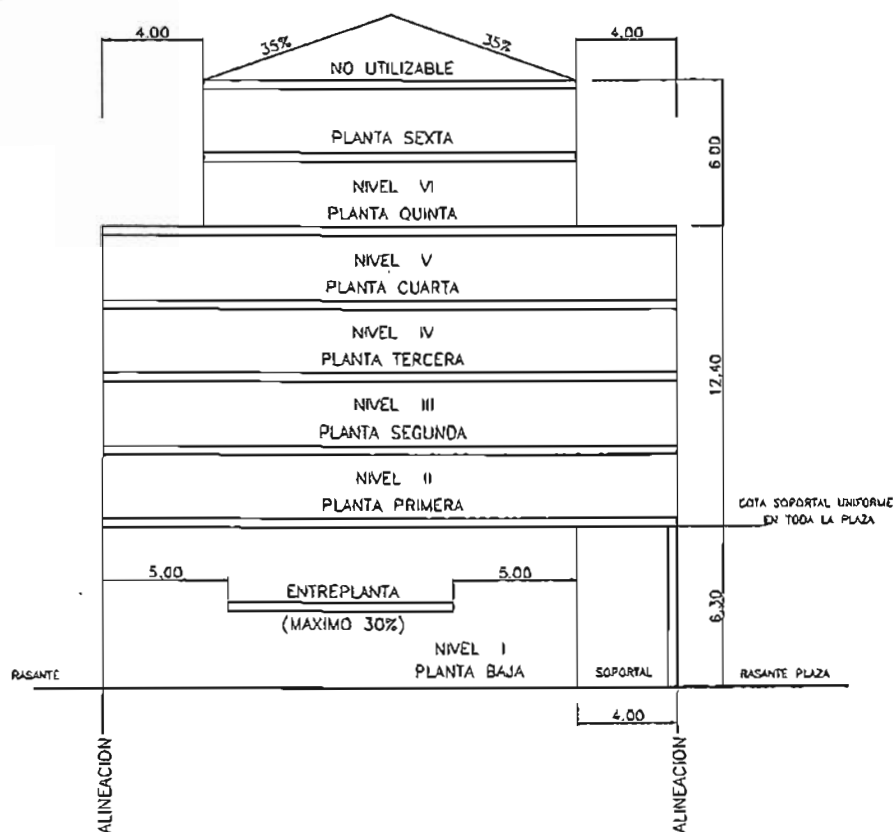 4.00
35%
35%
4.00
NO UTILIZABLE
PLANTA SEXTA
6.00
NIVEL VI
PLANTA QUINTA
NIVEL V
PLANTA CUARTA
NIVEL IV
PLANTA TERCERA
12.40
NIVEL III
PLANTA SEGUNDA
NIVEL II
PLANTA PRIMERA
COTA SOPORTAL UNIFORME
EN TODA LA PLAZA
5.00
5.00
ENTREPLANTA
(MAXIMO 30%)
6.30
NIVEL I
PLANTA BAJA
SOPORTAL
RASANTE
RASANTE PLAZA
4.00
ALINEACION
ALINEACION